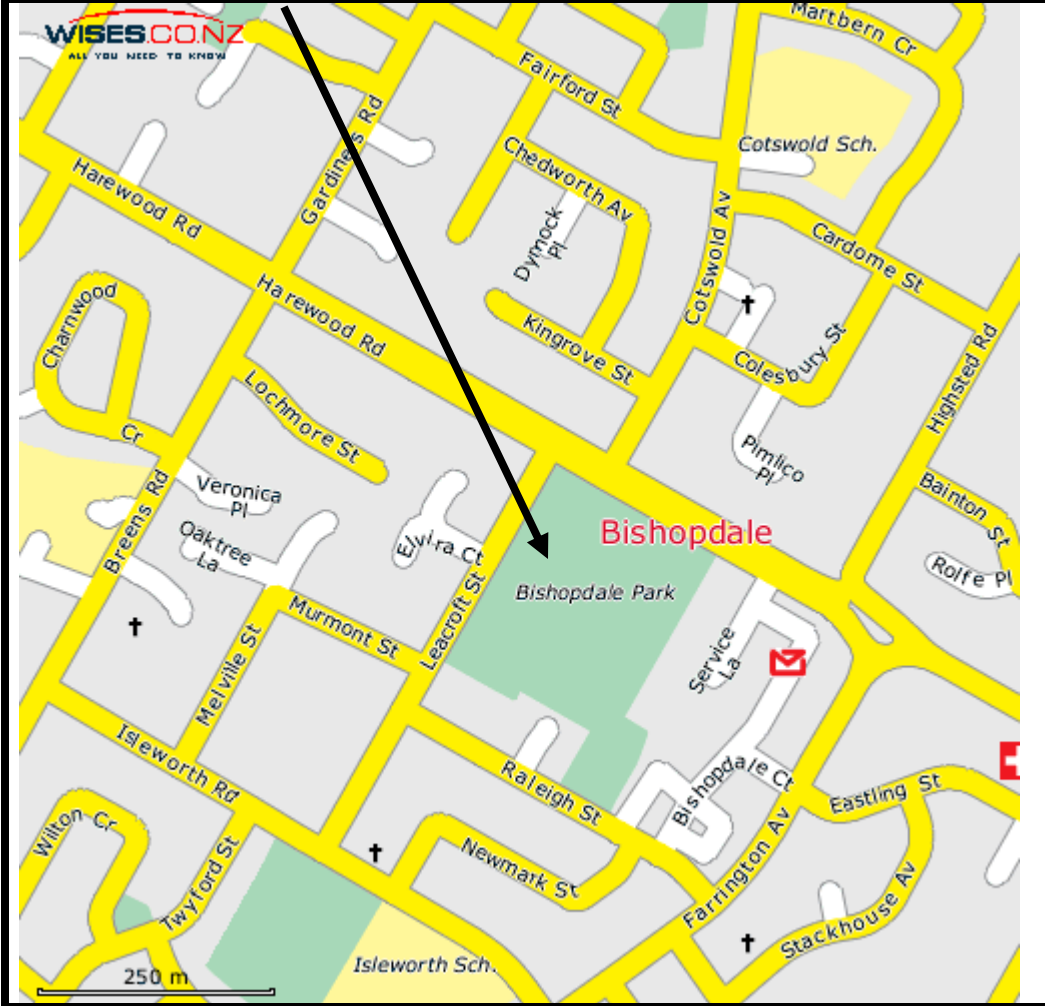 WISES.CO.NZ
ALL YOU NEED TO KNOW
Martbern Cr
Fairford St
Gardiners Rd
Cotswold Sch.
Chedworth Av
Harewood Rd
Dymock
Pl
Cotswold Av
Cardome St
Harewood Rd
Charnwood
Cr
Kingrove St
Colesbury St
Highsted Rd
Lochmore St
Pimlico
Pl
Bainton St
Rolfe Pl
Veronica
Pl
Breens Rd
Oaktree
La
Elvira Ct
Bishopdale
Bishopdale Park
Leacroft St
Murmont St
Melville St
Service
La
Isleworth Rd
Raleigh St
Bishopdale Ct
Eastling St
Wilton Cr
Twyford St
Newmark St
Farrington Av
Stackhouse Av
Isleworth Sch.
250 m